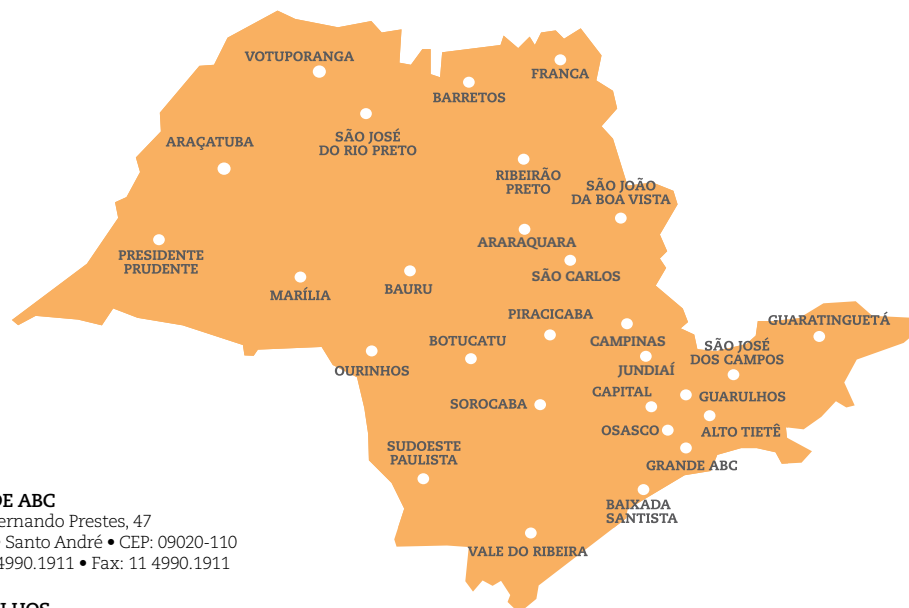 VOTUPORANGA
FRANCA
BARRETOS
SÃO JOSÉ
DO RIO PRETO
ARAÇATUBA
RIBEIRÃO
PRETO
SÃO JOÃO
DA BOA VISTA
ARARAQUARA
PRESIDENTE
PRUDENTE
SÃO CARLOS
BAURU
MARÍLIA
PIRACICABA
GUARATINGUETÁ
BOTUCATU
CAMPINAS
SÃO JOSÉ
DOS CAMPOS
OURINHOS
JUNDIAÍ
CAPITAL
GUARULHOS
SOROCABA
OSASCO
ALTO TIETÊ
SUDOESTE
PAULISTA
GRANDE ABC
BAIXADA
SANTISTA
VALE DO RIBEIRA
DE ABC
ernando Prestes, 47
Santo André • CEP: 09020-110
4990.1911 • Fax: 11 4990.1911